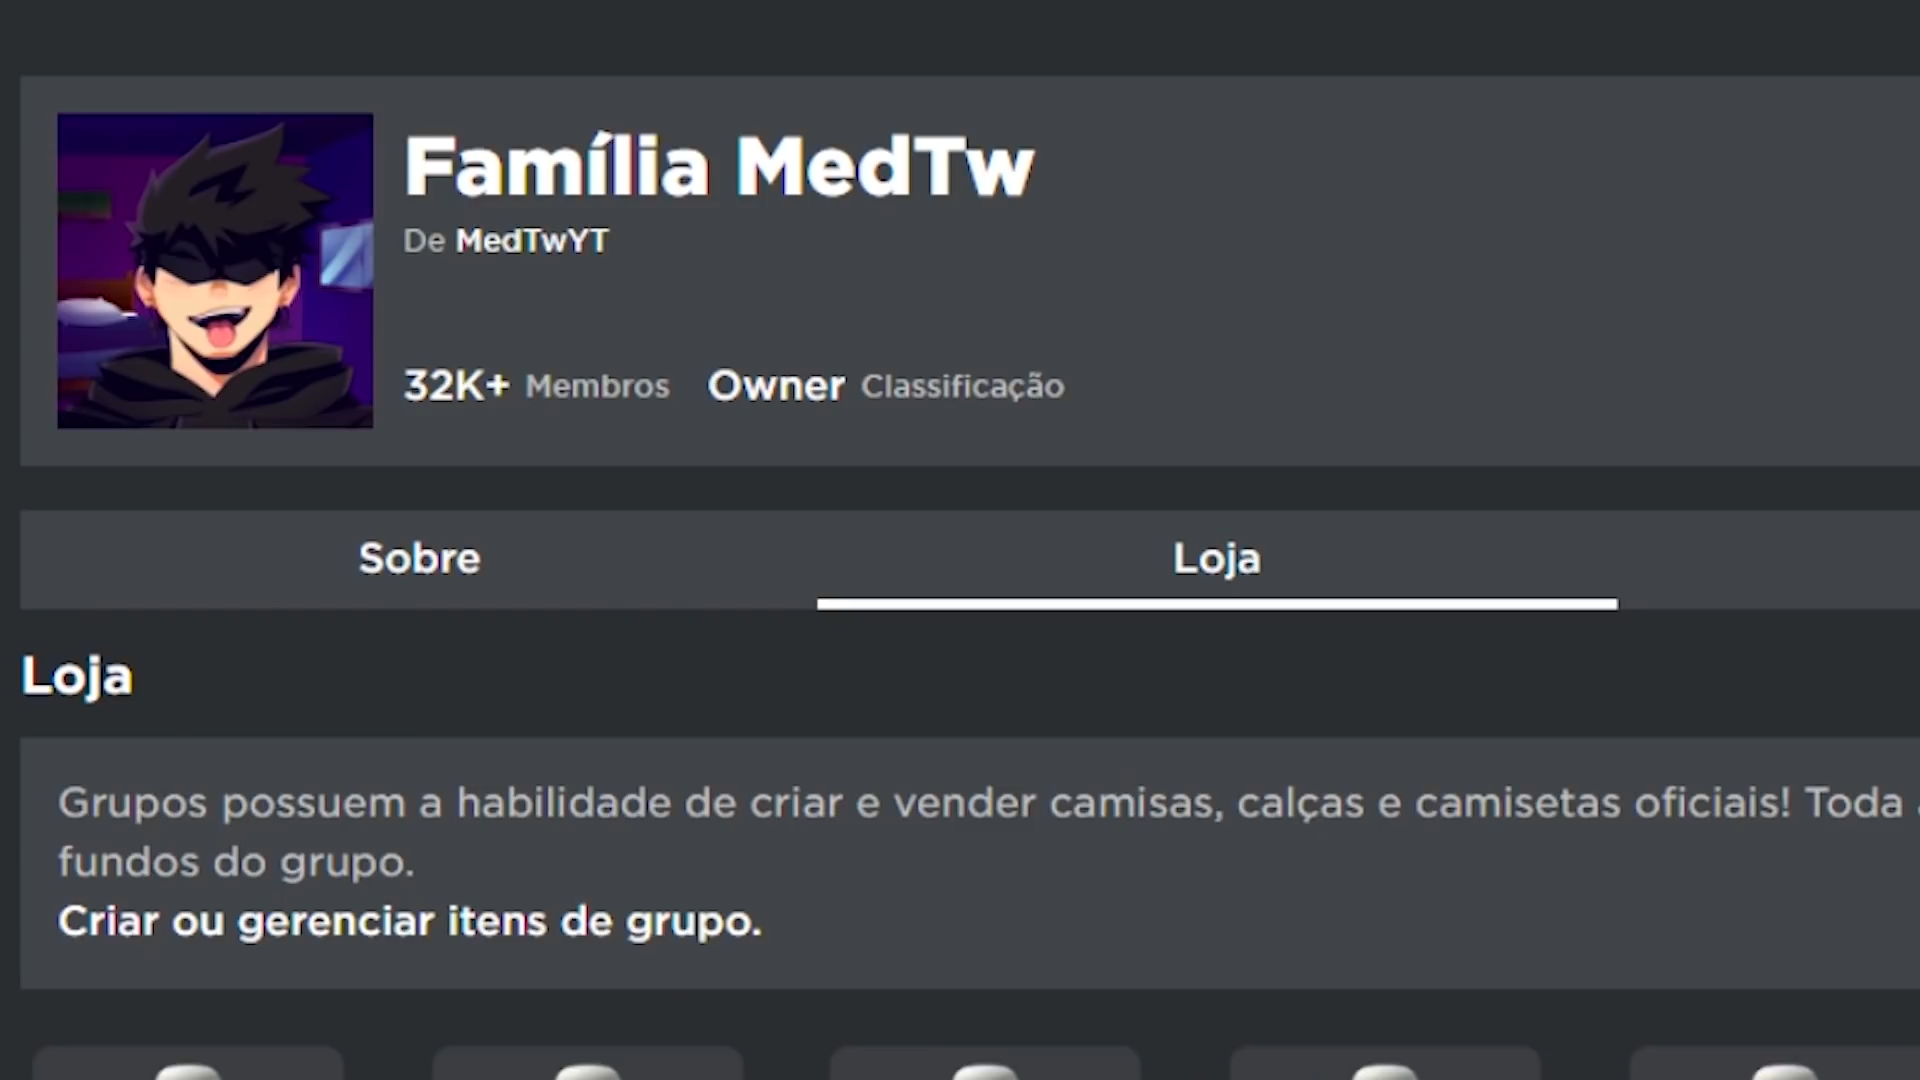 Família MedTw
De MedTwYT
32K+ Membros Owner Classificação
Sobre Loja
Loja
Grupos possuem a habilidade de criar e vender camisas, calças e camisetas oficiais! Toda
fundos do grupo.
Criar ou gerenciar itens de grupo.